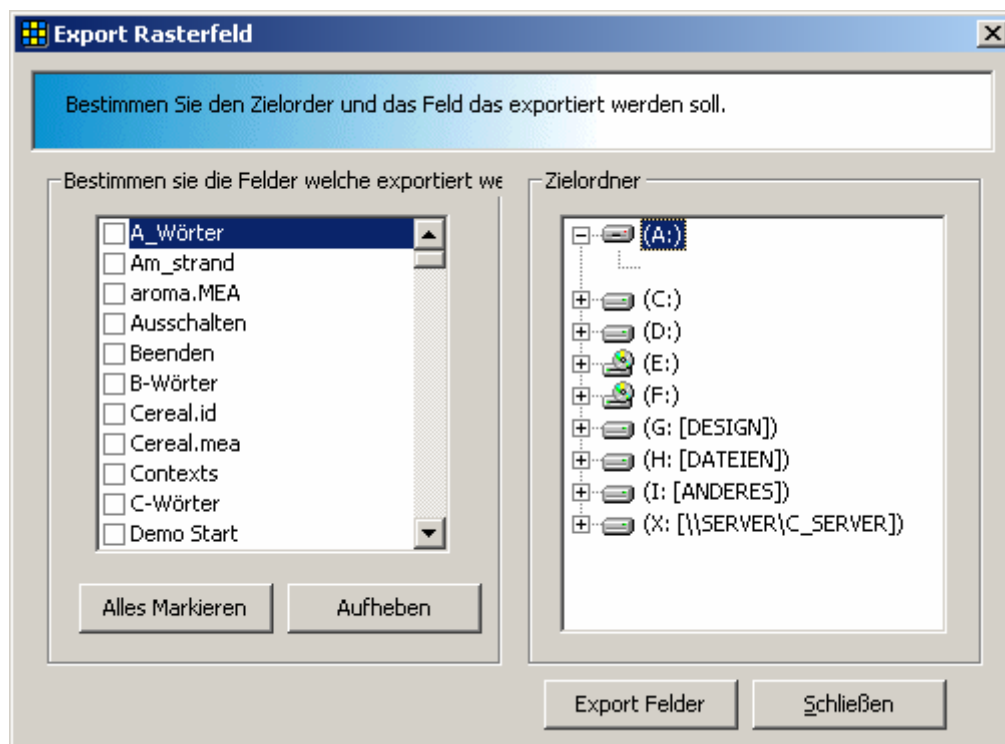 Export Rasterfeld
Bestimmen Sie den Zielorder und das Feld das exportiert werden soll.
Bestimmen sie die Felder welche exportiert we
A_Wörter
Am_strand
aroma.MEA
Ausschalten
Beenden
B-Wörter
Cereal.id
Cereal.mea
Contexts
C-Wörter
Demo Start
Alles Markieren
Aufheben
Zielordner
(A:)
(C:)
(D:)
(E:)
(F:)
(G: [DESIGN])
(H: [DATEIEN])
(I: [ANDERES])
(X: [\\SERVER\C_SERVER])
Export Felder
Schließen